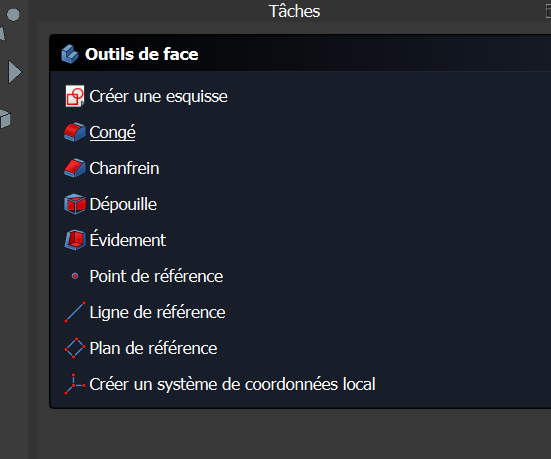 Tâches
Outils de face
Créer une esquisse
Congé
Chanfrein
Dépouille
Évidement
Point de référence
Ligne de référence
Plan de référence
Créer un système de coordonnées local